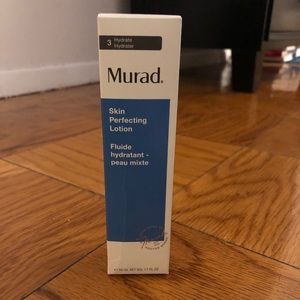 3 Hydrate
Hydrater
Murad.
Skin
Perfecting
Lotion
Fluide
hydratant -
peau mixte